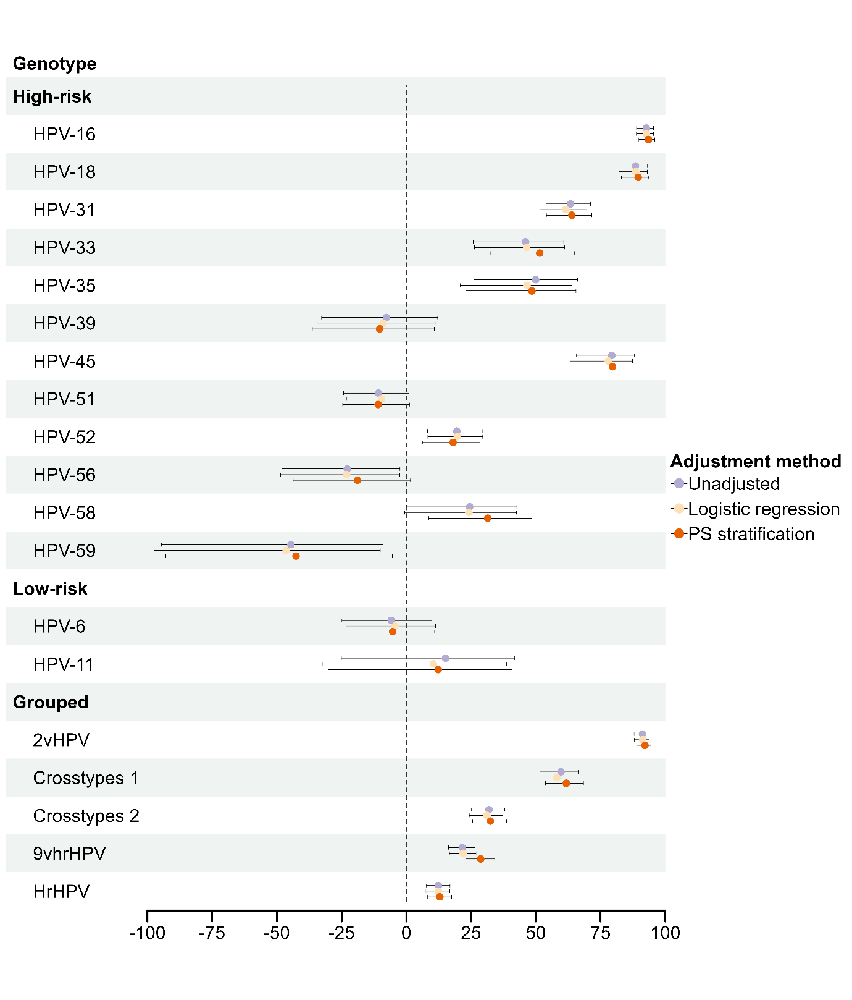 Genotype
High-risk
HPV-16
HPV-18
HPV-31
HPV-33
HPV-35
HPV-39
HPV-45
HPV-51
HPV-52
HPV-56
HPV-58
HPV-59
Low-risk
HPV-6
HPV-11
Grouped
2vHPV
Crosstypes 1
Crosstypes 2
9vhrHPV
HrHPV
-100 -75 -50 -25 0 25 50 75 100
Adjustment method
Unadjusted
Logistic regression
PS stratification